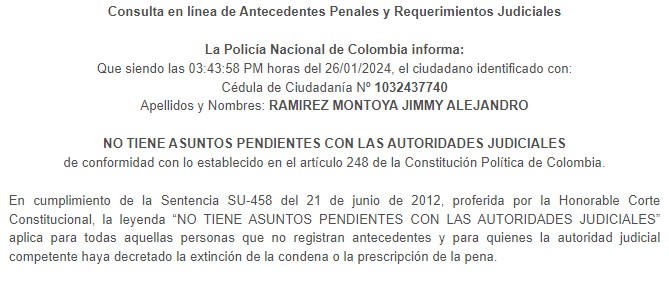 Consulta en línea de Antecedentes Penales y Requerimientos Judiciales
La Policía Nacional de Colombia informa:
Que siendo las 03:43:58 PM horas del 26/01/2024, el ciudadano identificado con:
Cédula de Ciudadanía Nº 1032437740
Apellidos y Nombres: RAMIREZ MONTOYA JIMMY ALEJANDRO
NO TIENE ASUNTOS PENDIENTES CON LAS AUTORIDADES JUDICIALES
de conformidad con lo establecido en el artículo 248 de la Constitución Política de Colombia.
En cumplimiento de la Sentencia SU-458 del 21 de junio de 2012, proferida por la Honorable Corte
Constitucional, la leyenda “NO TIENE ASUNTOS PENDIENTES CON LAS AUTORIDADES JUDICIALES”
aplica para todas aquellas personas que no registran antecedentes y para quienes la autoridad judicial
competente haya decretado la extinción de la condena o la prescripción de la pena.